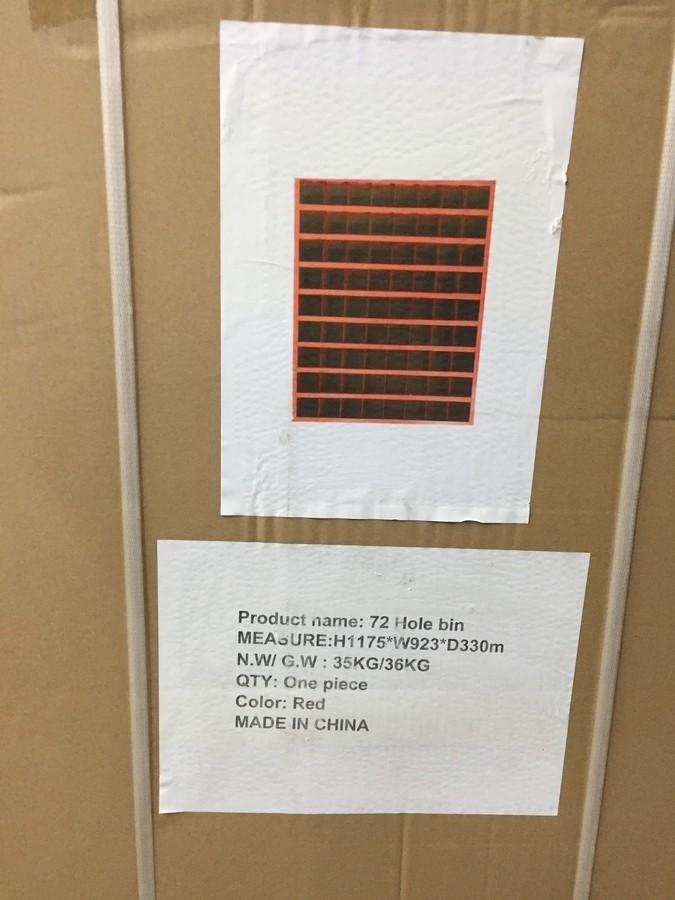 Product name: 72 Hole bin
MEASURE:H1175*W923*D330m
N.W/ G.W : 35KG/36KG
QTY: One piece
Color: Red
MADE IN CHINA